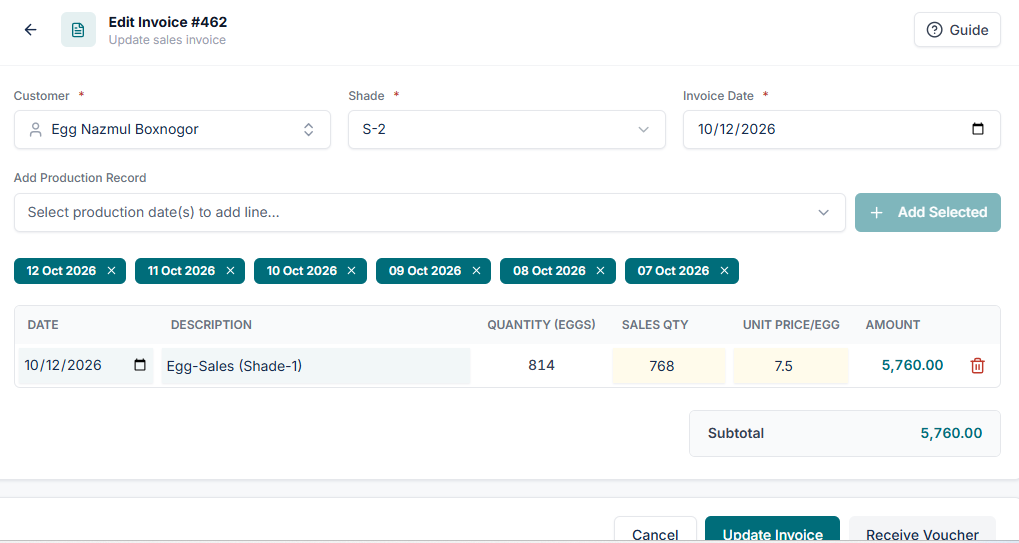 Edit Invoice #462
Update sales invoice
Guide
Customer *
Shade *
Invoice Date *
Egg Nazmul Boxnogor
S-2
10/12/2026
Add Production Record
Select production date(s) to add line...
+ Add Selected
12 Oct 2026 ×
11 Oct 2026 ×
10 Oct 2026 ×
09 Oct 2026 ×
08 Oct 2026 ×
07 Oct 2026 ×
DATE DESCRIPTION QUANTITY (EGGS) SALES QTY UNIT PRICE/EGG AMOUNT
10/12/2026 Egg-Sales (Shade-1) 814 768 7.5 5,760.00
Subtotal 5,760.00
Cancel
Update Invoice
Receive Voucher